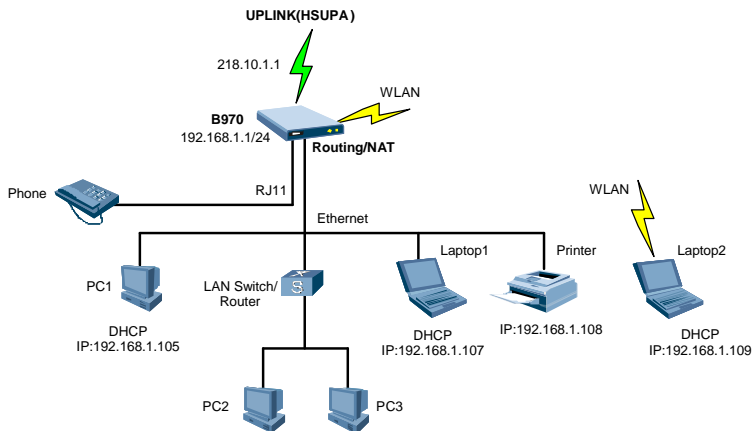 UPLINK(HSUPA)
218.10.1.1
WLAN
B970
192.168.1.1/24
Routing/NAT
Phone
RJ11
WLAN
Ethernet
Laptop1
Printer
Laptop2
PC1
LAN Switch/
Router
S
DHCP
IP:192.168.1.105
DHCP
IP:192.168.1.107
IP:192.168.1.108
DHCP
IP:192.168.1.109
PC2
PC3